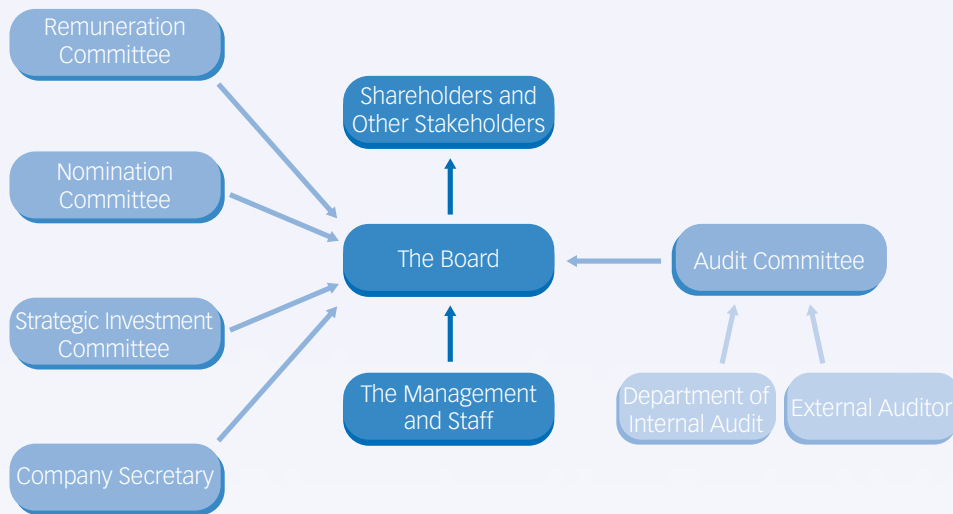 Remuneration
Committee
Shareholders and
Other Stakeholders
Nomination
Committee
The Board
Audit Committee
Strategic Investment
Committee
The Management
and Staff
Department of
Internal Audit
External Auditor
Company Secretary